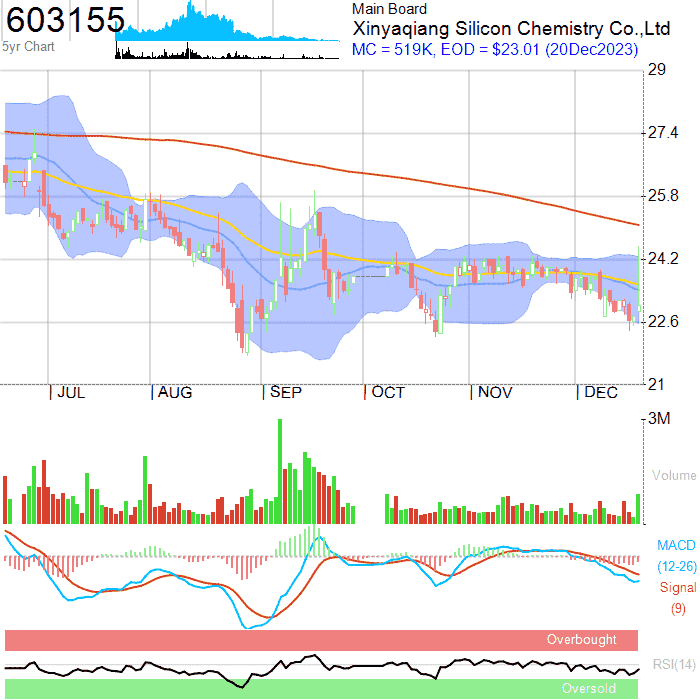 603155
5yr Chart
Main Board
Xinyaqiang Silicon Chemistry Co.,Ltd
MC = 519K, EOD = $23.01 (20Dec2023)
29
27.4
25.8
24.2
22.6
21
| JUL | AUG | SEP | OCT | NOV | DEC
3M
Volume
MACD
(12-26)
Signal
(9)
Overbought
RSI(14)
Oversold